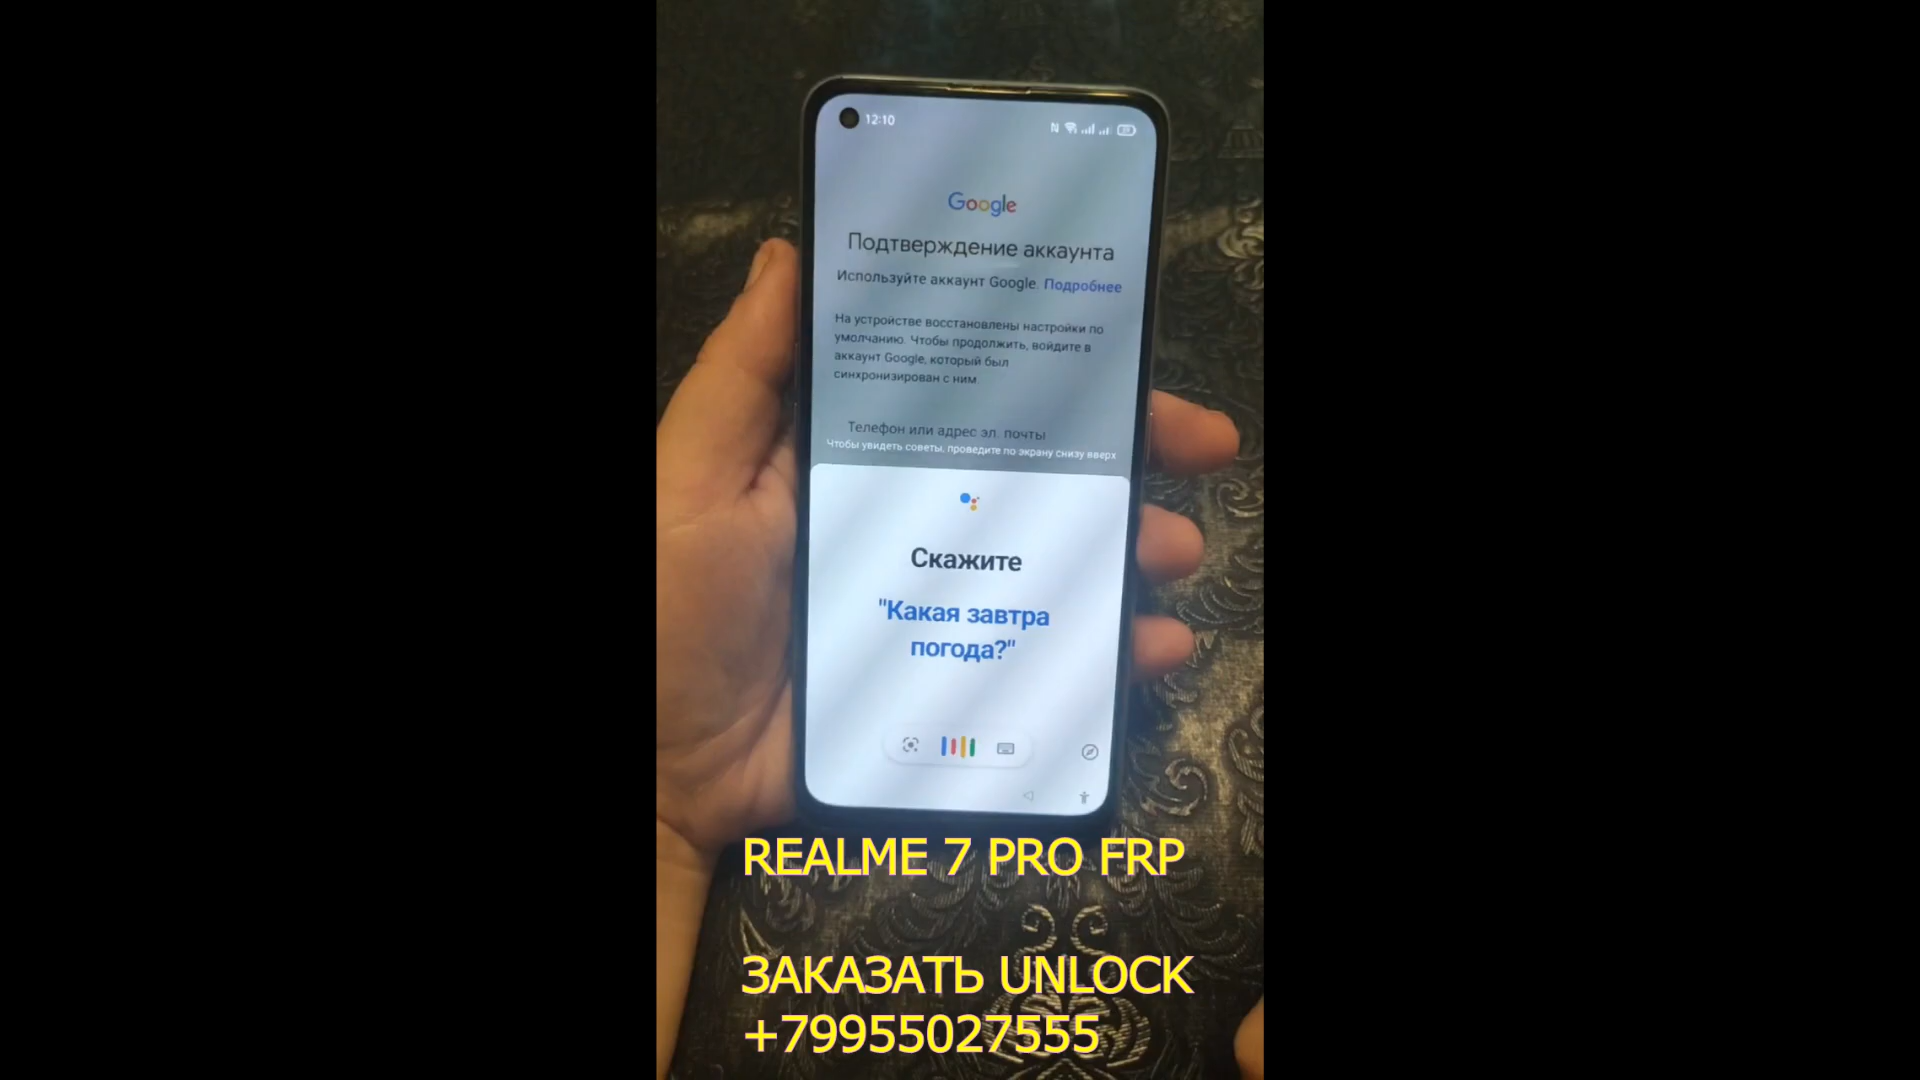 12:10
Google
Подтверждение аккаунта
Используйте аккаунт Google. Подробнее
На устройстве восстановлены настройки по
умолчанию. Чтобы продолжить, войдите в
аккаунт Google, который был
синхронизирован с ним.
Телефон или адрес эл. почты
Чтобы увидеть советы, проведите по экрану снизу вверх
Скажите
"Какая завтра
погода?"
REALME 7 PRO FRP
ЗАКАЗАТЬ UNLOCK
+79955027555